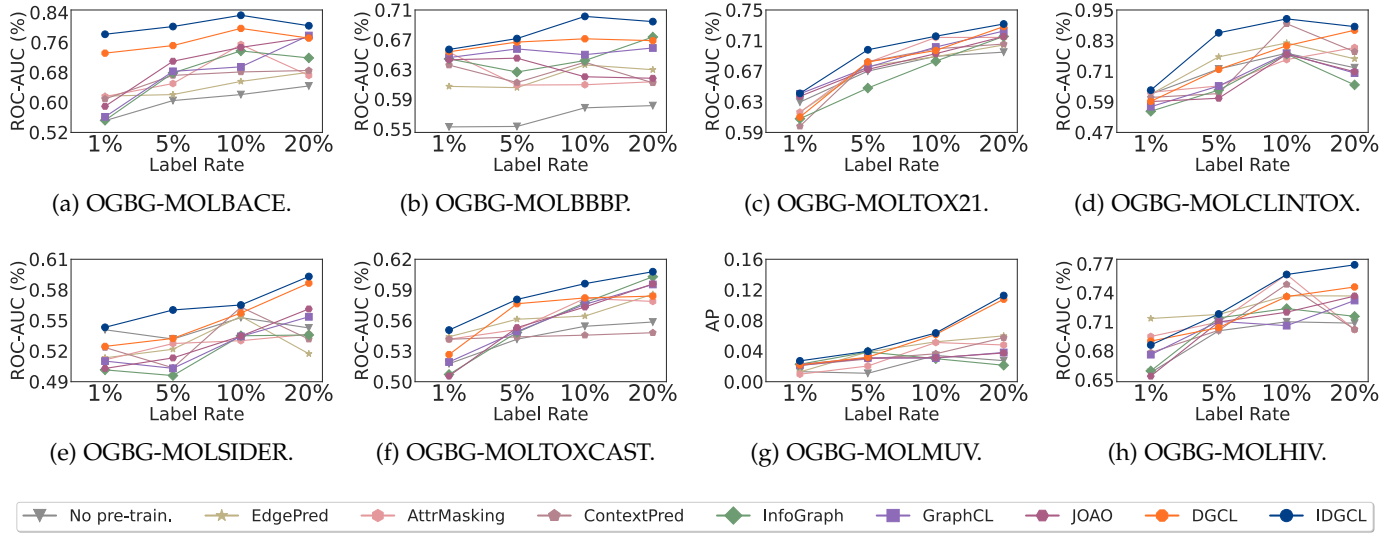 ROC-AUC (%)
0.84
0.76
0.68
0.60
0.52
1% 5% 10% 20%
Label Rate
(a) OGBG-MOLBACE.
ROC-AUC (%)
0.71
0.67
0.63
0.59
0.55
1% 5% 10% 20%
Label Rate
(b) OGBG-MOLBBBP.
ROC-AUC (%)
0.75
0.71
0.67
0.63
0.59
1% 5% 10% 20%
Label Rate
(c) OGBG-MOLTOX21.
ROC-AUC (%)
0.95
0.83
0.71
0.59
0.47
1% 5% 10% 20%
Label Rate
(d) OGBG-MOLCLINTOX.
ROC-AUC (%)
0.61
0.58
0.55
0.52
0.49
1% 5% 10% 20%
Label Rate
(e) OGBG-MOLSIDER.
ROC-AUC (%)
0.62
0.59
0.56
0.53
0.50
1% 5% 10% 20%
Label Rate
(f) OGBG-MOLTOXCAST.
AP
0.16
0.12
0.08
0.04
0.00
1% 5% 10% 20%
Label Rate
(g) OGBG-MOLMUV.
ROC-AUC (%)
0.77
0.74
0.71
0.68
0.65
1% 5% 10% 20%
Label Rate
(h) OGBG-MOLHIV.
No pre-train. EdgePred AttrMasking ContextPred InfoGraph GraphCL JOAO DGCL IDGCL